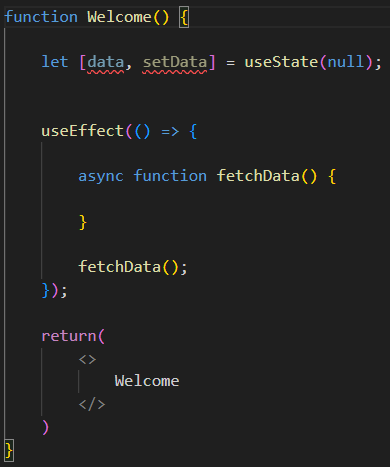 function Welcome() {
let [data, setData] = useState(null);
useEffect(() => {
async function fetchData() {
}
fetchData();
});
return(
<>
Welcome
</>
)
}